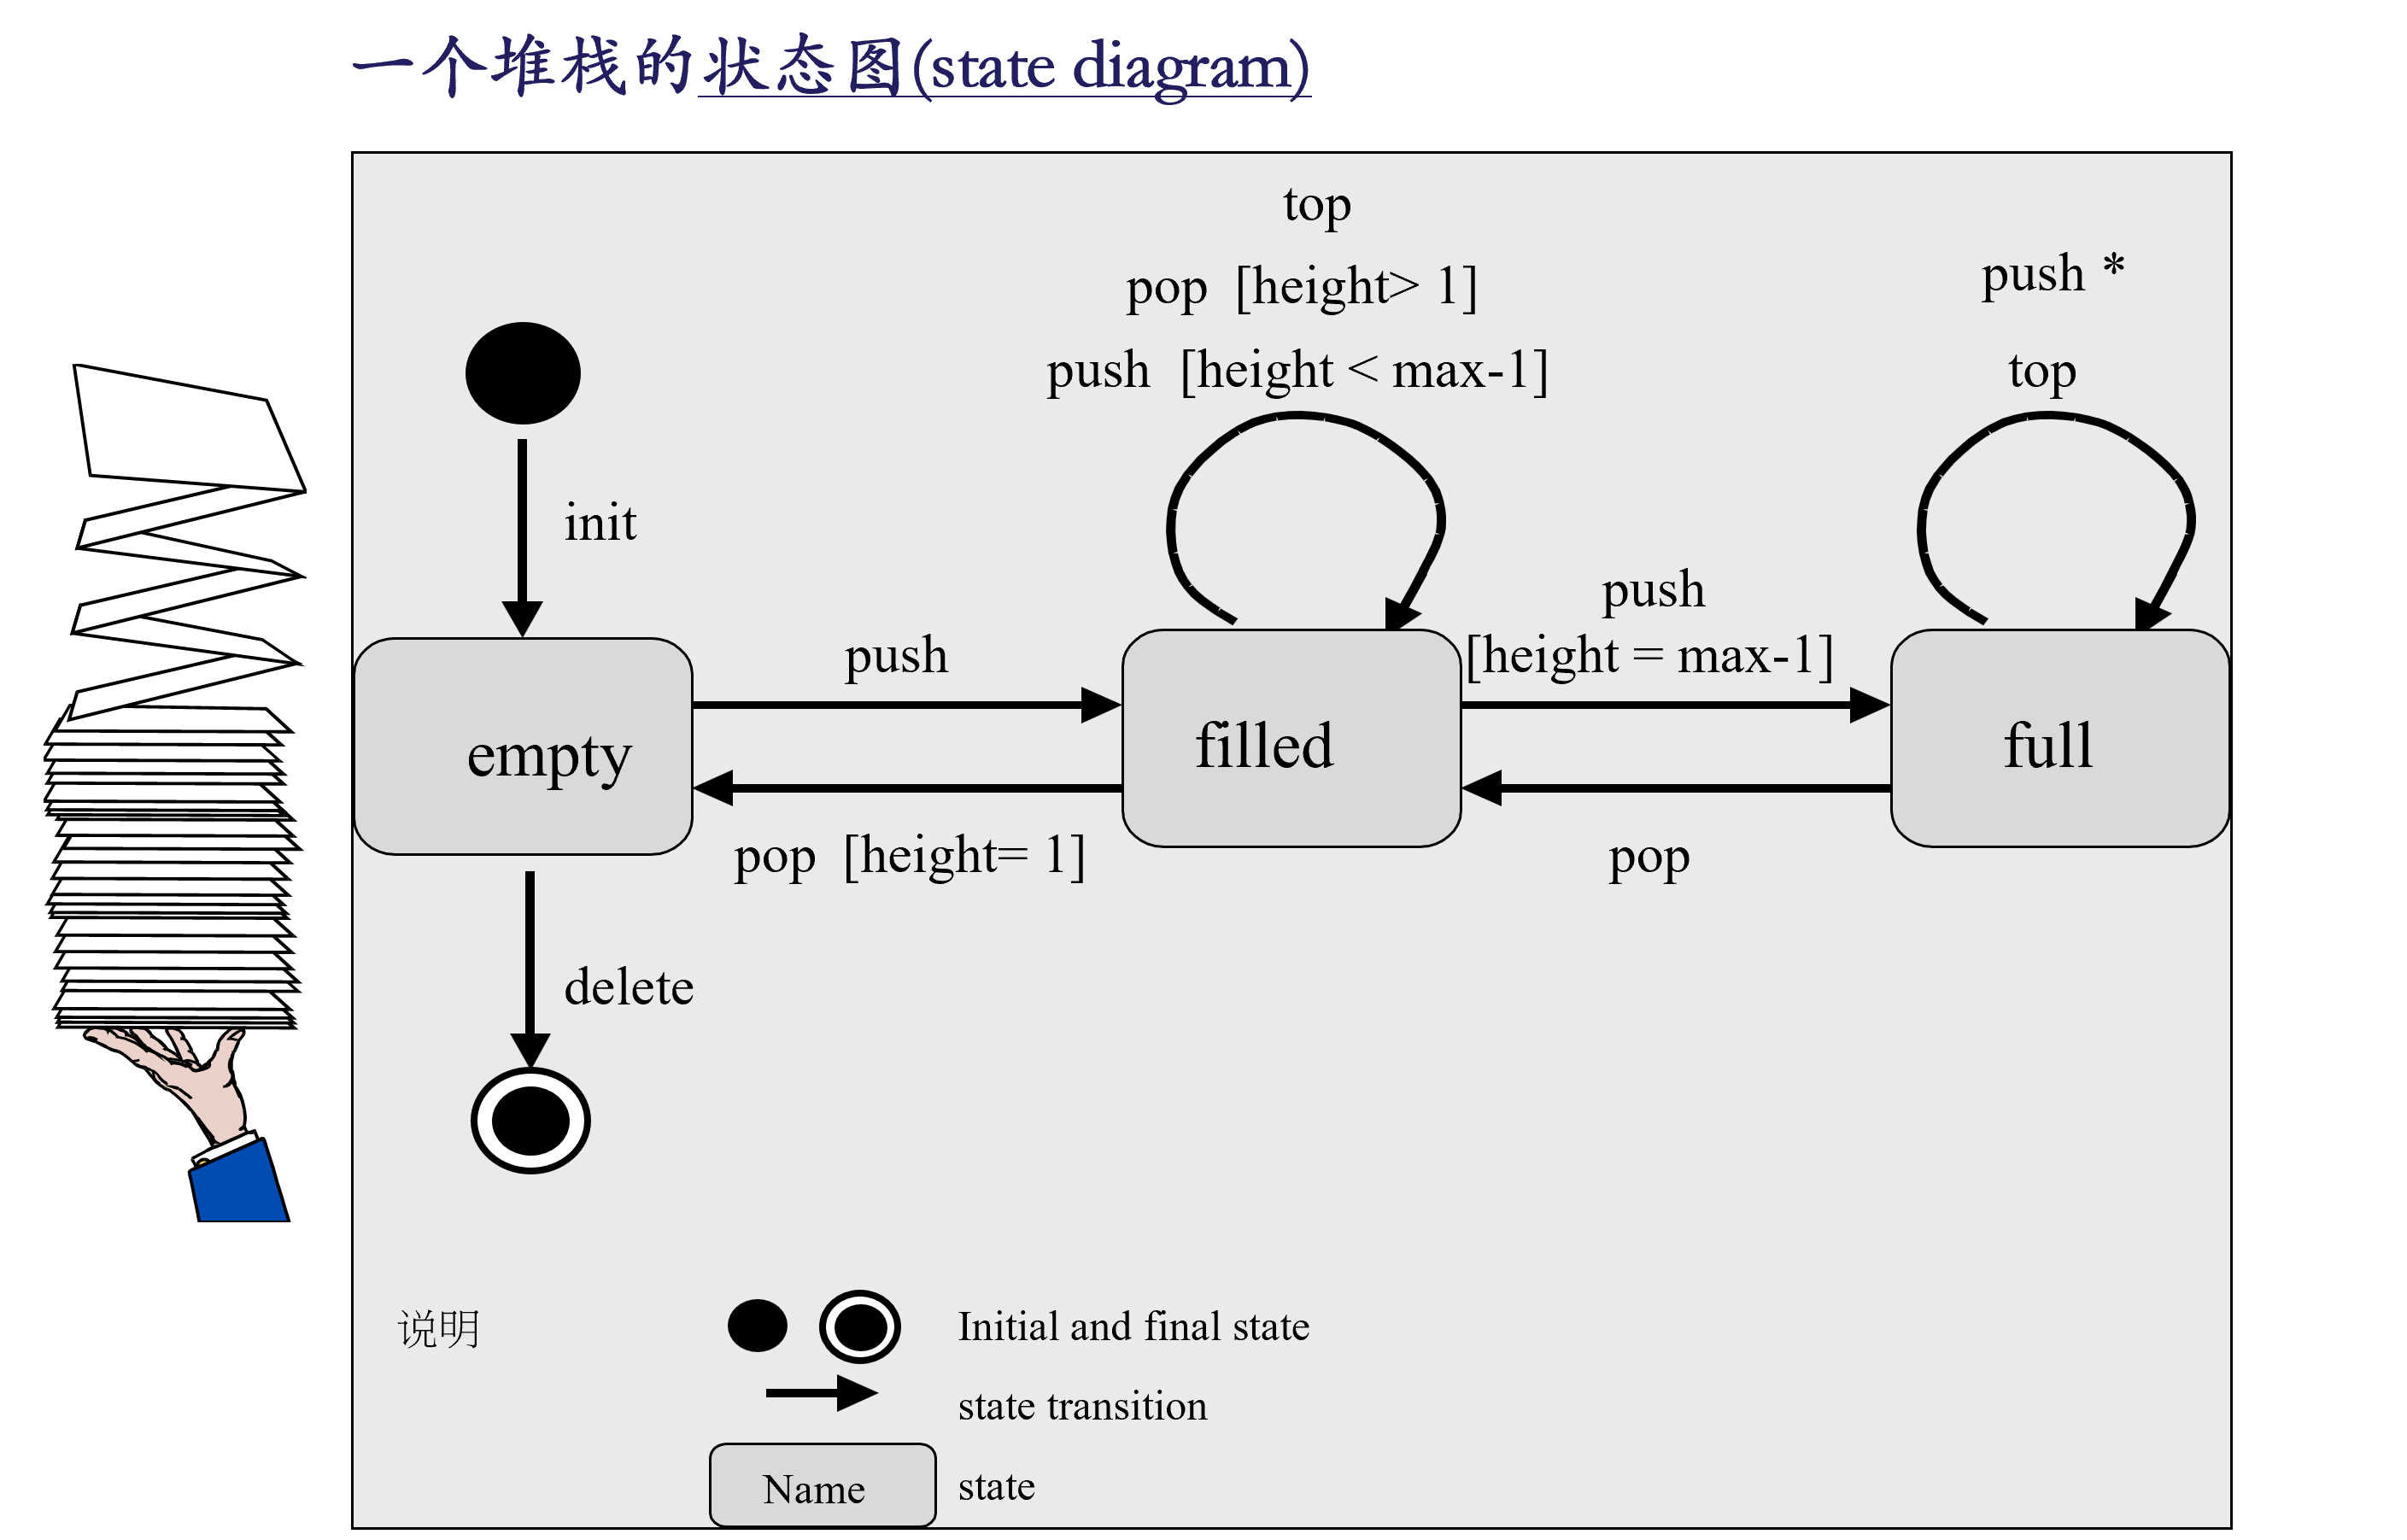 一个堆栈的状态图(state diagram)
top
pop [height> 1]
push [height < max-1]
push *
top
init
push
push
[height = max-1]
empty
filled
full
pop [height= 1]
pop
delete
说明
Initial and final state
state transition
Name
state